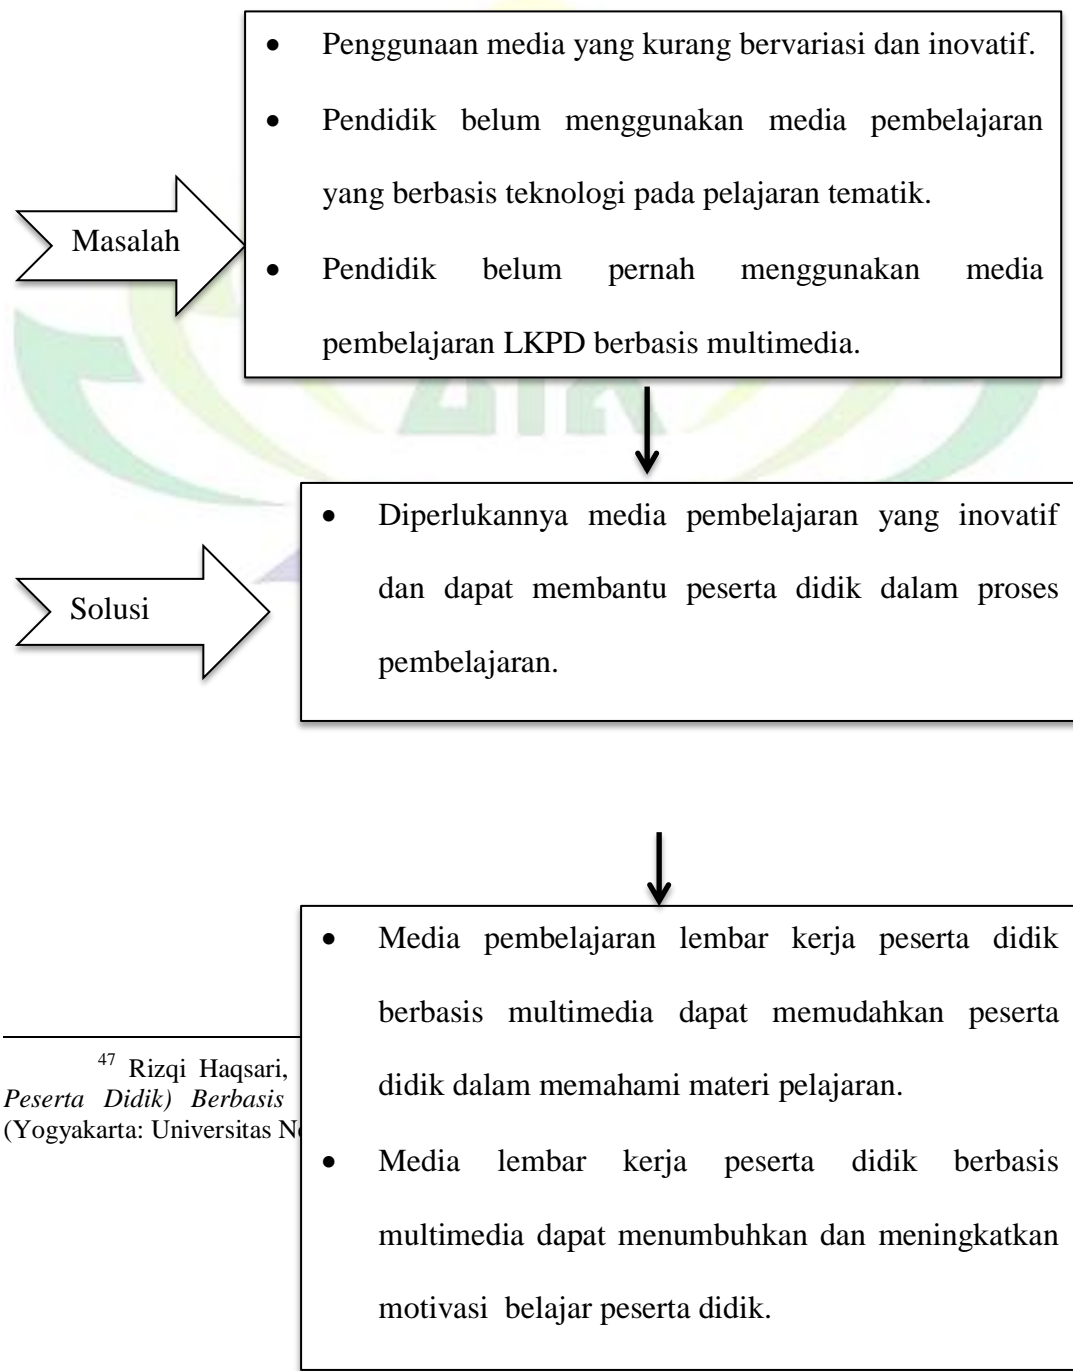 • Penggunaan media yang kurang bervariasi dan inovatif.
• Pendidik belum menggunakan media pembelajaran
yang berbasis teknologi pada pelajaran tematik.
Masalah
• Pendidik belum pernah menggunakan media
pembelajaran LKPD berbasis multimedia.
• Diperlukannya media pembelajaran yang inovatif
dan dapat membantu peserta didik dalam proses
pembelajaran.
Solusi
• Media pembelajaran lembar kerja peserta didik
berbasis multimedia dapat memudahkan peserta
didik dalam memahami materi pelajaran.
• Media lembar kerja peserta didik berbasis
multimedia dapat menumbuhkan dan meningkatkan
motivasi belajar peserta didik.
47 Rizqi Haqsari,
Peserta Didik) Berbasis
(Yogyakarta: Universitas